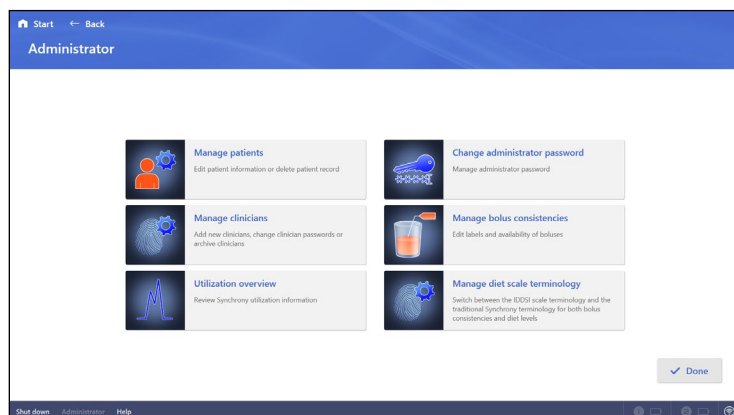 Start ← Back
Administrator
Manage patients
Edit patient information or delete patient record
Change administrator password
Manage administrator password
Manage clinicians
Add new clinicians, change clinician passwords or
archive clinicians
Manage bolus consistencies
Edit labels and availability of boluses
Utilization overview
Review Synchrony utilization information
Manage diet scale terminology
Switch between the IDDSI scale terminology and the
traditional Synchrony terminology for both bolus
consistencies and diet levels
Done
Shut down Administrator Help